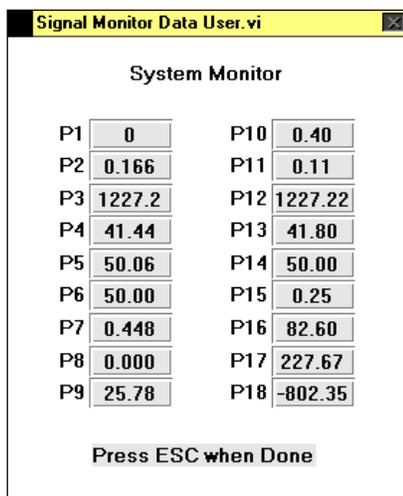 Signal Monitor Data User.vi
System Monitor
P1 0 P10 0.40
P2 0.166 P11 0.11
P3 1227.2 P12 1227.22
P4 41.44 P13 41.80
P5 50.06 P14 50.00
P6 50.00 P15 0.25
P7 0.448 P16 82.60
P8 0.000 P17 227.67
P9 25.78 P18 -802.35
Press ESC when Done